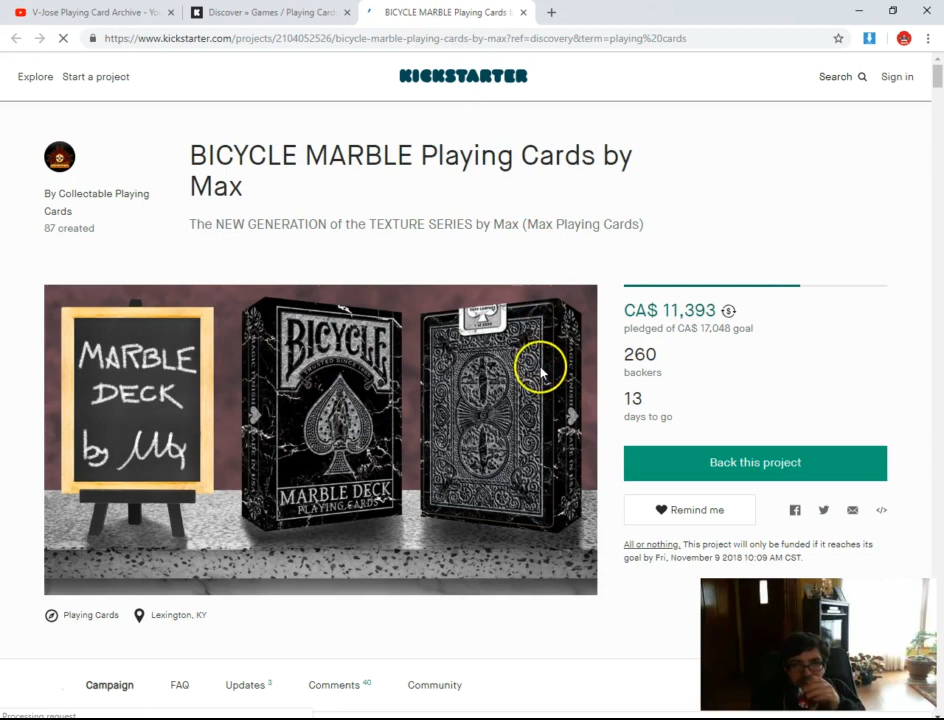 V-Jose Playing Card Archive - You
Discover » Games / Playing Cards
BICYCLE MARBLE Playing Cards b
https://www.kickstarter.com/projects/2104052526/bicycle-marble-playing-cards-by-max?ref=discovery&term=playing%20cards
Explore Start a project
KICKSTARTER
Search
Sign in
BICYCLE MARBLE Playing Cards by
Max
By Collectable Playing
Cards
87 created
The NEW GENERATION of the TEXTURE SERIES by Max (Max Playing Cards)
MARBLE
DECK
by Max
BICYCLE
MARBLE DECK
PLAYING CARDS
CA$ 11,393
pledged of CA$ 17,048 goal
260
backers
13
days to go
Back this project
Remind me
All or nothing. This project will only be funded if it reaches its
goal by Fri, November 9 2018 10:09 AM CST.
Playing Cards
Lexington, KY
Campaign
FAQ
Updates 3
Comments 40
Community
Processing request